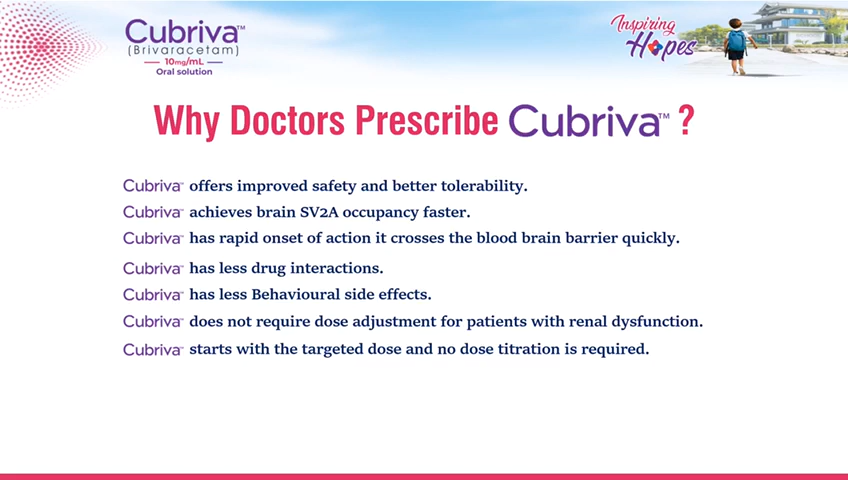 Cubriva™
(Brivaracetam)
10mg/mL
Oral solution
Inspiring
Hopes
Why Doctors Prescribe Cubriva™ ?
Cubriva™ offers improved safety and better tolerability.
Cubriva™ achieves brain SV2A occupancy faster.
Cubriva™ has rapid onset of action it crosses the blood brain barrier quickly.
Cubriva™ has less drug interactions.
Cubriva™ has less Behavioural side effects.
Cubriva™ does not require dose adjustment for patients with renal dysfunction.
Cubriva™ starts with the targeted dose and no dose titration is required.